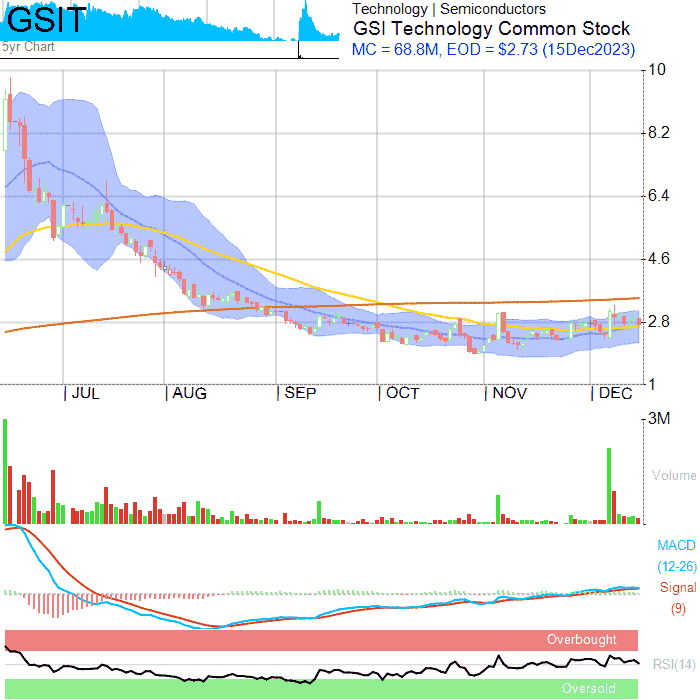 GSIT
Technology | Semiconductors
GSI Technology Common Stock
MC = 68.8M, EOD = $2.73 (15Dec2023)
5yr Chart
10
8.2
6.4
4.6
2.8
1
| JUL | AUG | SEP | OCT | NOV | DEC
3M
Volume
MACD
(12-26)
Signal
(9)
Overbought
RSI(14)
Oversold